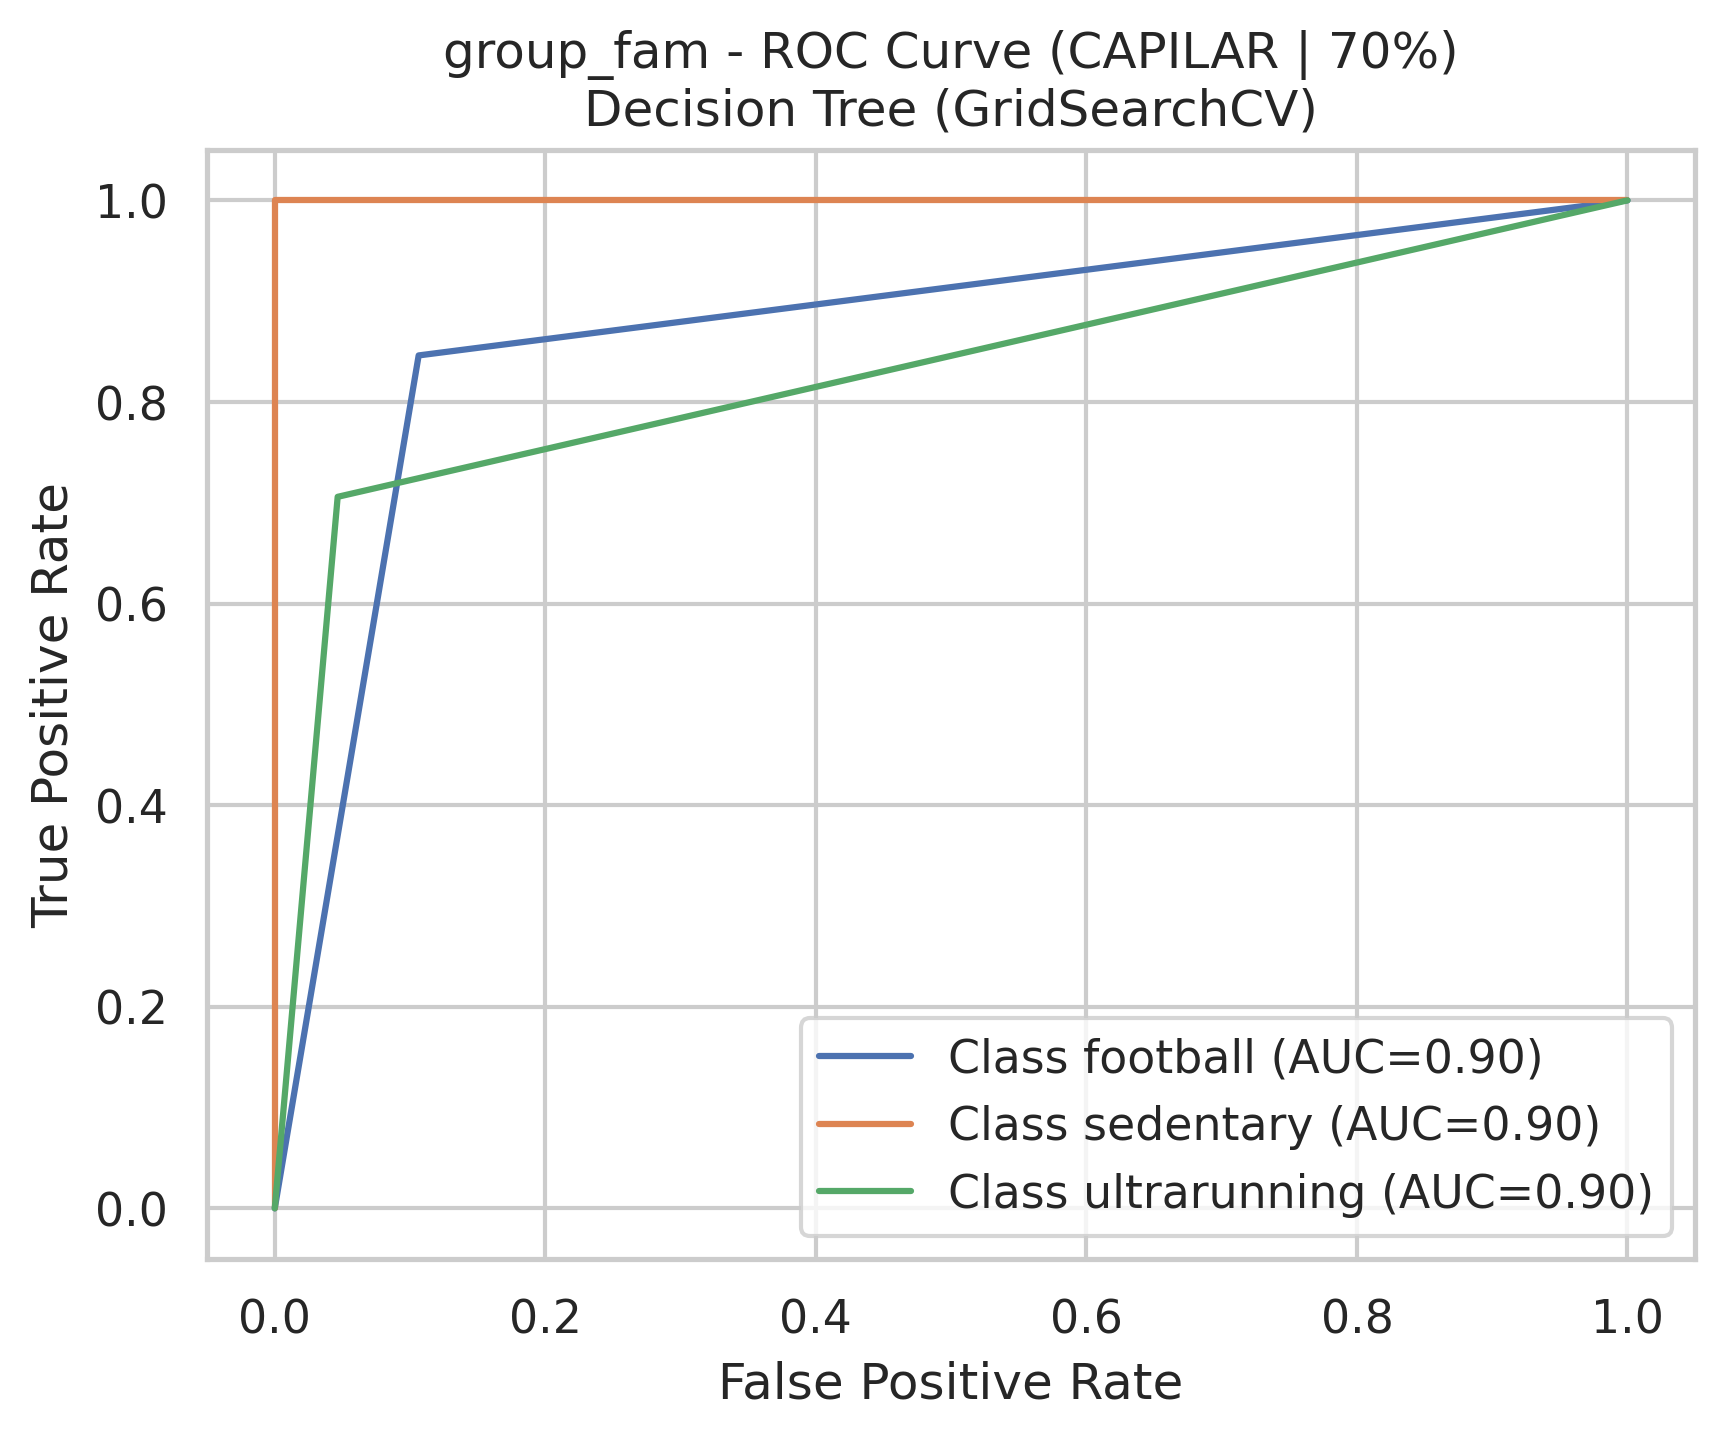 group_fam - ROC Curve (CAPILAR | 70%)
Decision Tree (GridSearchCV)
True Positive Rate
1.0
0.8
0.6
0.4
0.2
0.0
Class football (AUC=0.90)
Class sedentary (AUC=0.90)
Class ultrarunning (AUC=0.90)
0.0 0.2 0.4 0.6 0.8 1.0
False Positive Rate